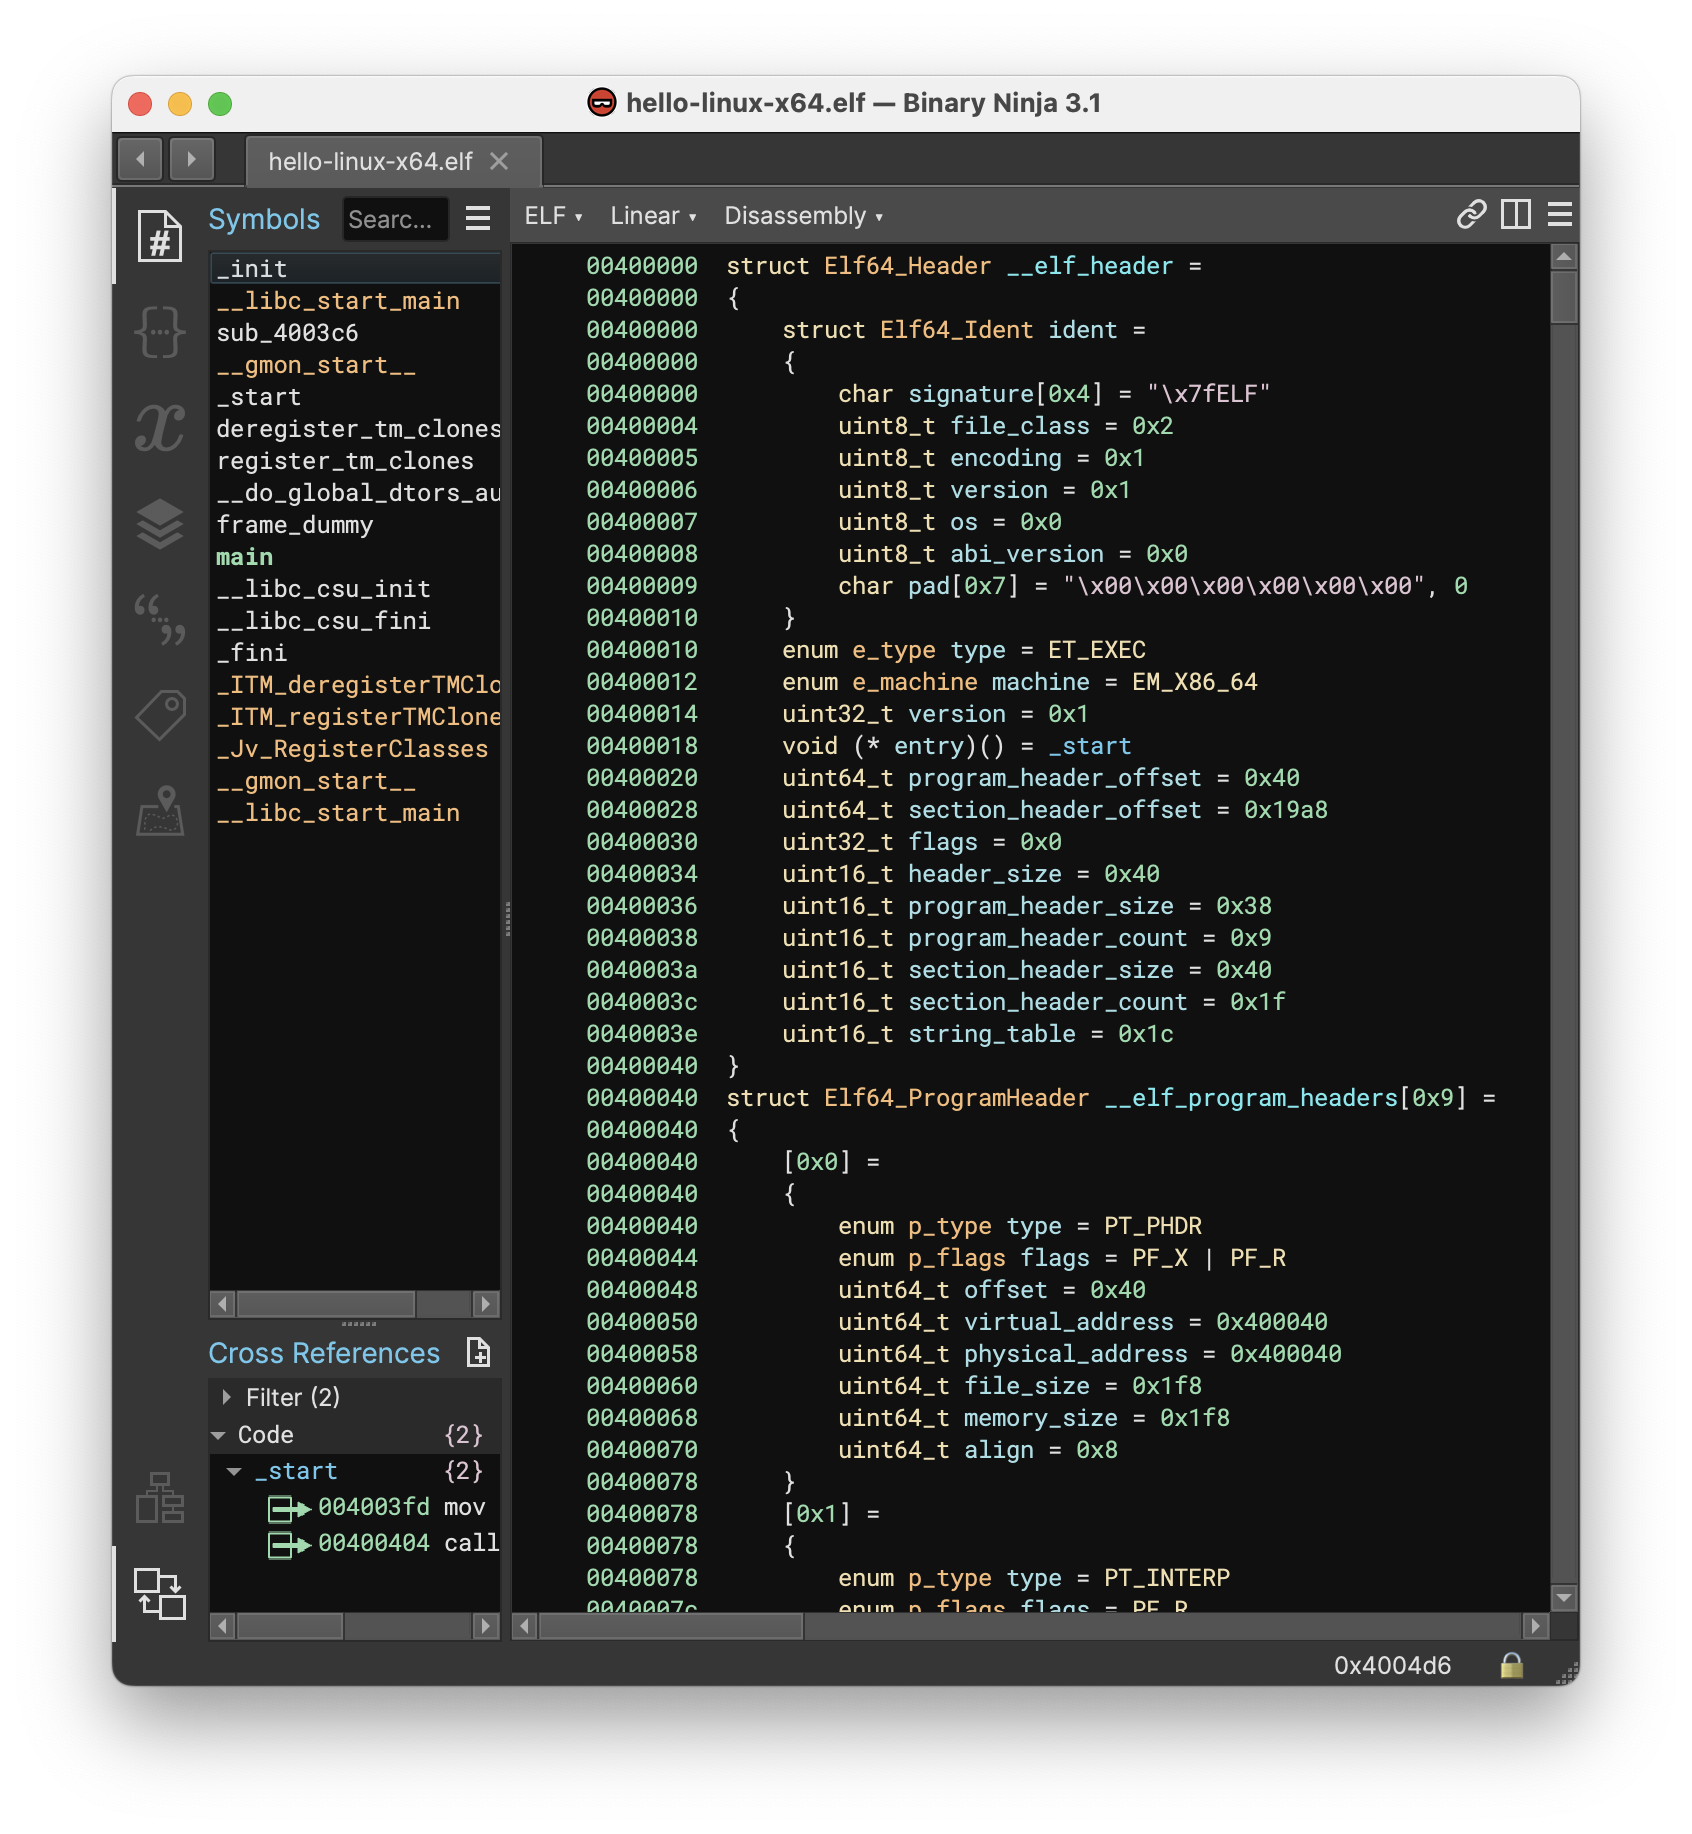 hello-linux-x64.elf — Binary Ninja 3.1
hello-linux-x64.elf
Symbols
Searc...
_init
__libc_start_main
sub_4003c6
__gmon_start__
_start
deregister_tm_clones
register_tm_clones
__do_global_dtors_au
frame_dummy
main
__libc_csu_init
__libc_csu_fini
_fini
_ITM_deregisterTMClo
_ITM_registerTMClone
_Jv_RegisterClasses
__gmon_start__
__libc_start_main
Cross References
Filter (2)
Code {2}
_start {2}
004003fd mov
00400404 call
ELF Linear Disassembly
00400000 struct Elf64_Header __elf_header =
00400000 {
00400000 struct Elf64_Ident ident =
00400000 {
00400000 char signature[0x4] = "\x7fELF"
00400004 uint8_t file_class = 0x2
00400005 uint8_t encoding = 0x1
00400006 uint8_t version = 0x1
00400007 uint8_t os = 0x0
00400008 uint8_t abi_version = 0x0
00400009 char pad[0x7] = "\x00\x00\x00\x00\x00\x00", 0
00400010 }
00400010 enum e_type type = ET_EXEC
00400012 enum e_machine machine = EM_X86_64
00400014 uint32_t version = 0x1
00400018 void (* entry)() = _start
00400020 uint64_t program_header_offset = 0x40
00400028 uint64_t section_header_offset = 0x19a8
00400030 uint32_t flags = 0x0
00400034 uint16_t header_size = 0x40
00400036 uint16_t program_header_size = 0x38
00400038 uint16_t program_header_count = 0x9
0040003a uint16_t section_header_size = 0x40
0040003c uint16_t section_header_count = 0x1f
0040003e uint16_t string_table = 0x1c
00400040 }
00400040 struct Elf64_ProgramHeader __elf_program_headers[0x9] =
00400040 {
00400040 [0x0] =
00400040 {
00400040 enum p_type type = PT_PHDR
00400044 enum p_flags flags = PF_X | PF_R
00400048 uint64_t offset = 0x40
00400050 uint64_t virtual_address = 0x400040
00400058 uint64_t physical_address = 0x400040
00400060 uint64_t file_size = 0x1f8
00400068 uint64_t memory_size = 0x1f8
00400070 uint64_t align = 0x8
00400078 }
00400078 [0x1] =
00400078 {
00400078 enum p_type type = PT_INTERP
0040007c enum p_flags flags = PF_R
0x4004d6